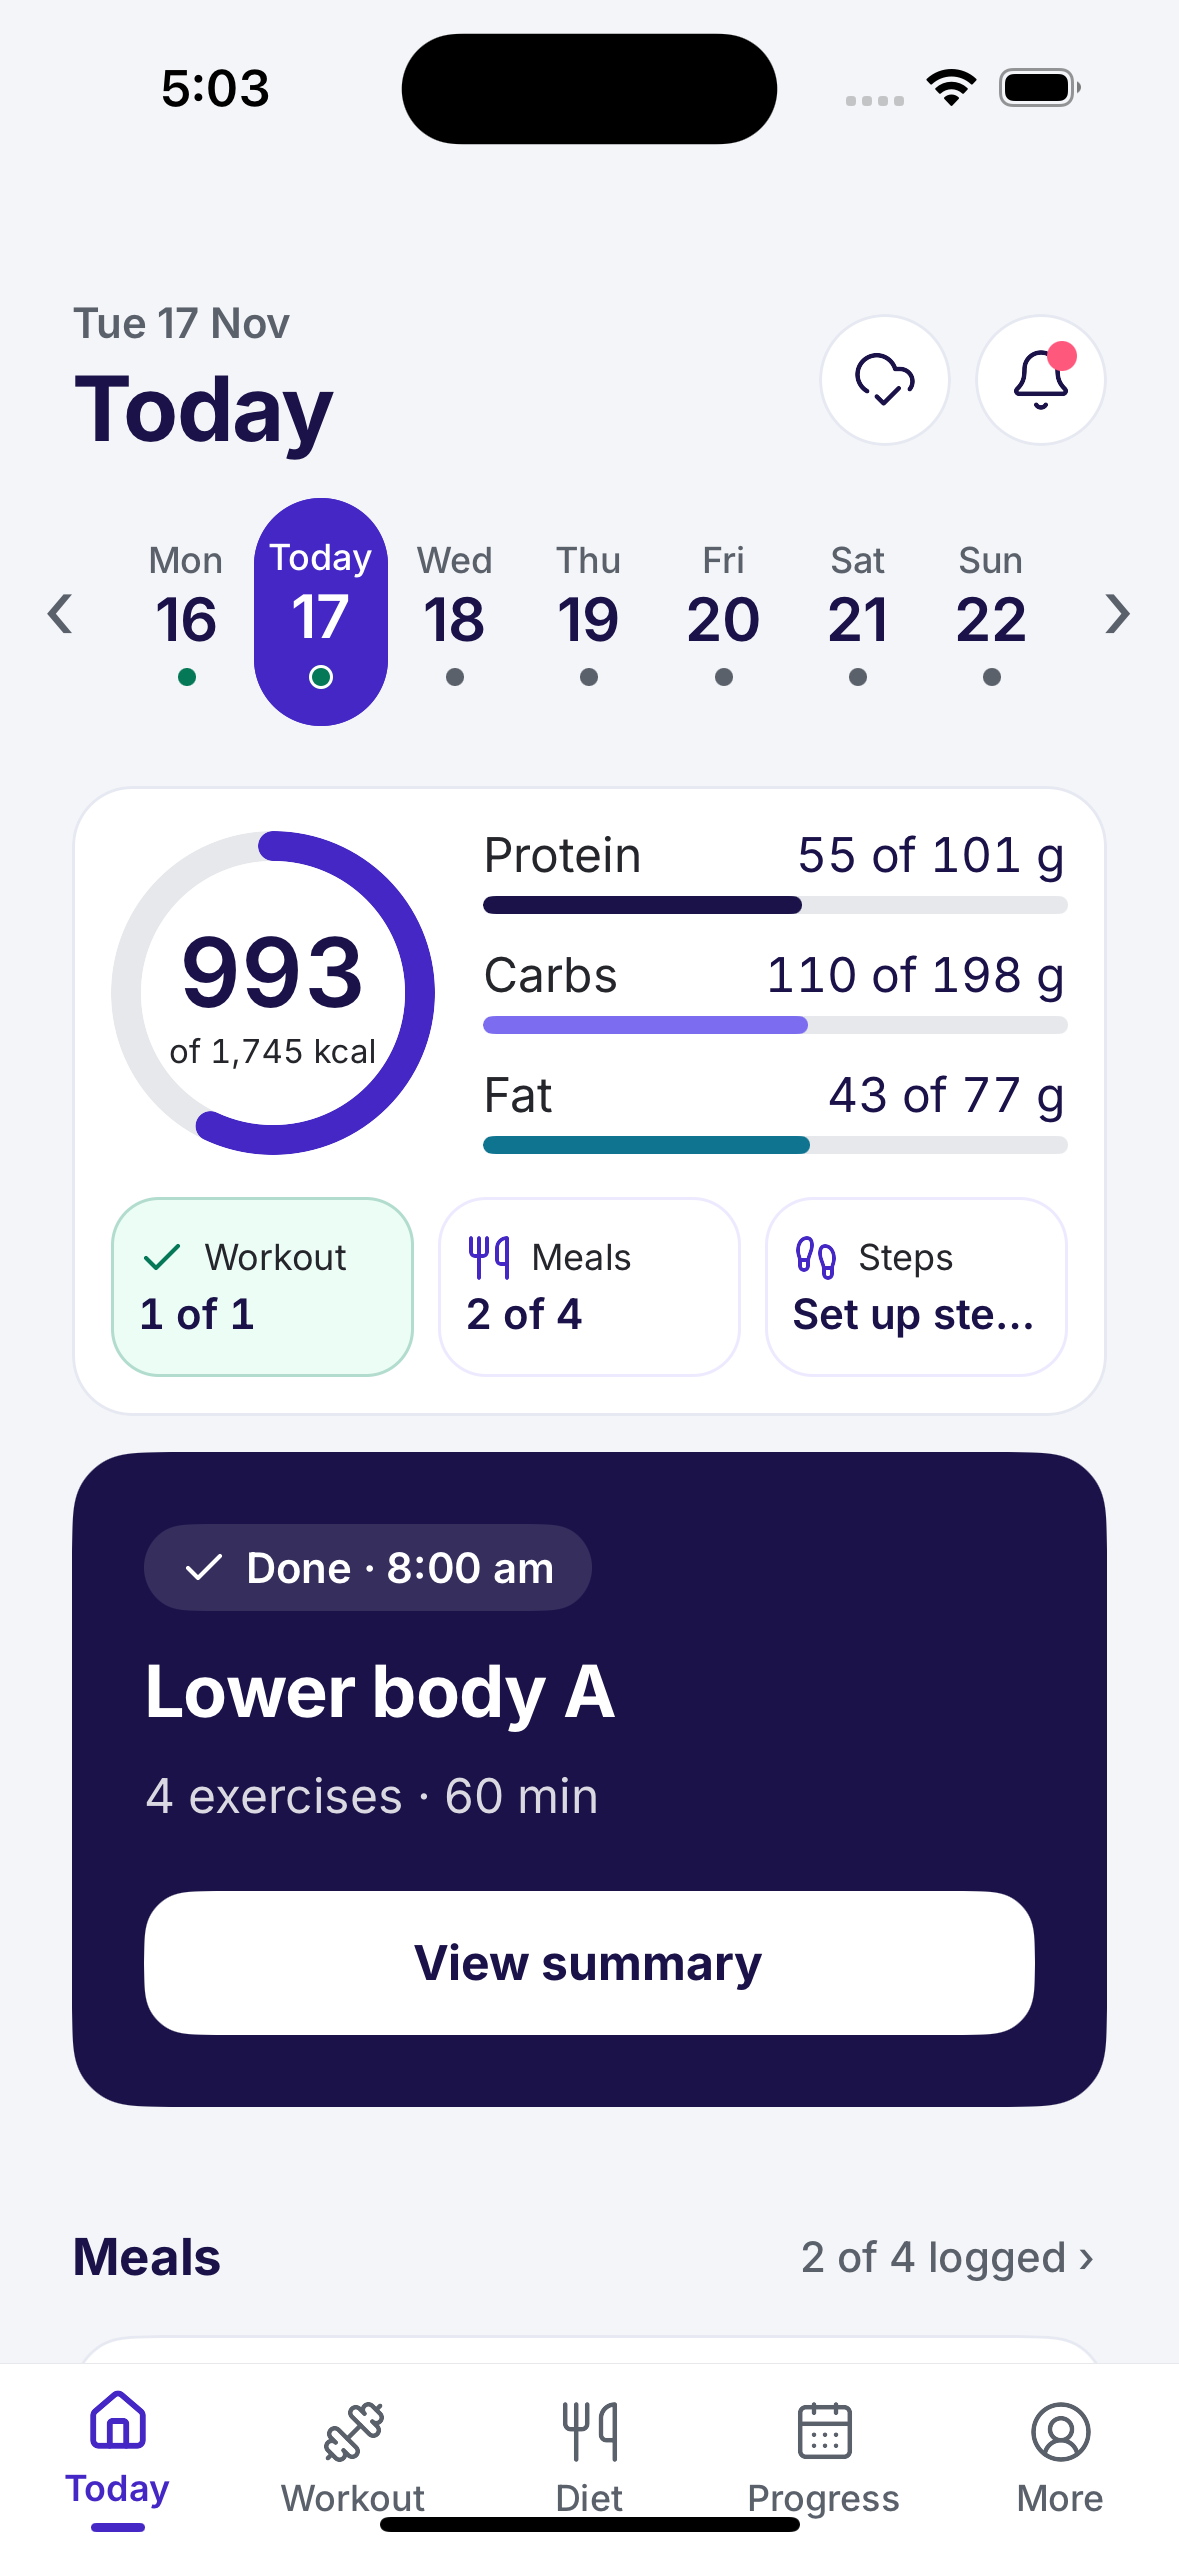 5:03
Tue 17 Nov
Today
Mon Today Wed Thu Fri Sat Sun
16 17 18 19 20 21 22
Protein 55 of 101 g
993
of 1,745 kcal
Carbs 110 of 198 g
Fat 43 of 77 g
Workout
1 of 1
Meals
2 of 4
Steps
Set up ste...
Done · 8:00 am
Lower body A
4 exercises · 60 min
View summary
Meals 2 of 4 logged ›
Today Workout Diet Progress More